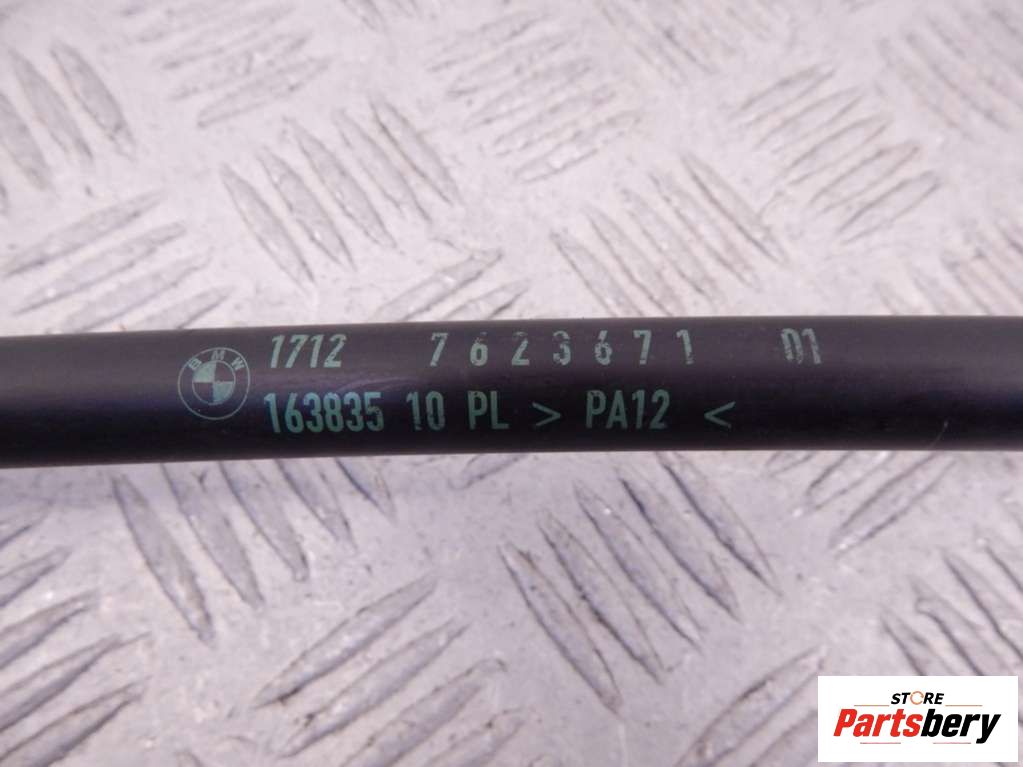 BMW
1712 7623671 01
163835 10 PL > PA12 <
STORE
Partsbery